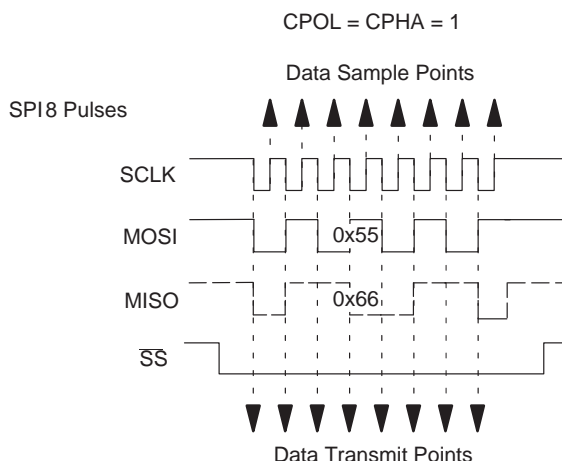 CPOL = CPHA = 1
Data Sample Points
SPI8 Pulses
SCLK
MOSI
0x55
MISO
0x66
SS
Data Transmit Points